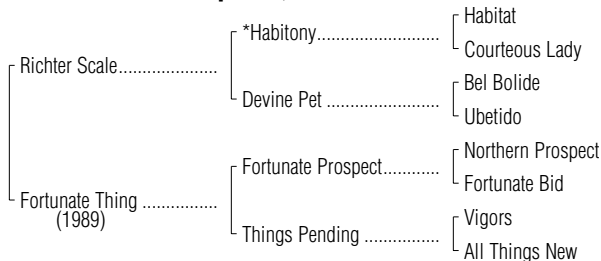 Habitat
*Habitony..............................
Courteous Lady
Richter Scale.....................
Bel Bolide
Devine Pet ...........................
Ubetido
Northern Prospect
Fortunate Prospect............
Fortunate Bid
Fortunate Thing ................
(1989)
Vigors
Things Pending ..................
All Things New